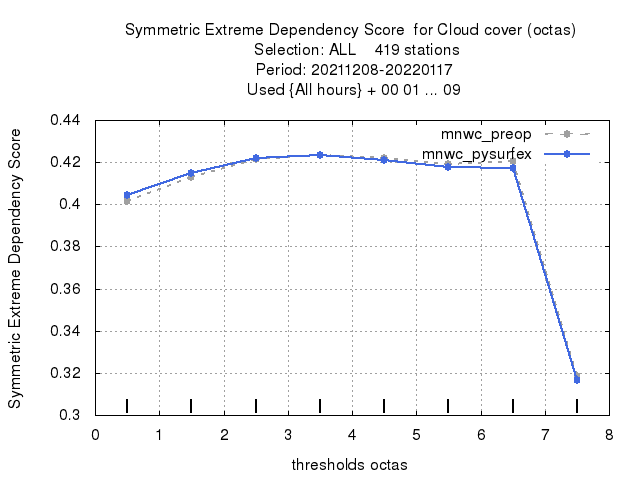 Symmetric Extreme Dependency Score  for Cloud cover (octas)
Selection: ALL    419 stations
Period: 20211208-20220117
Used {All hours} + 00 01 ... 09
mnwc_preop
mnwc_pysurfex
Symmetric Extreme Dependency Score
0.44
0.42
0.4
0.38
0.36
0.34
0.32
0.3
0 1 2 3 4 5 6 7 8
thresholds octas